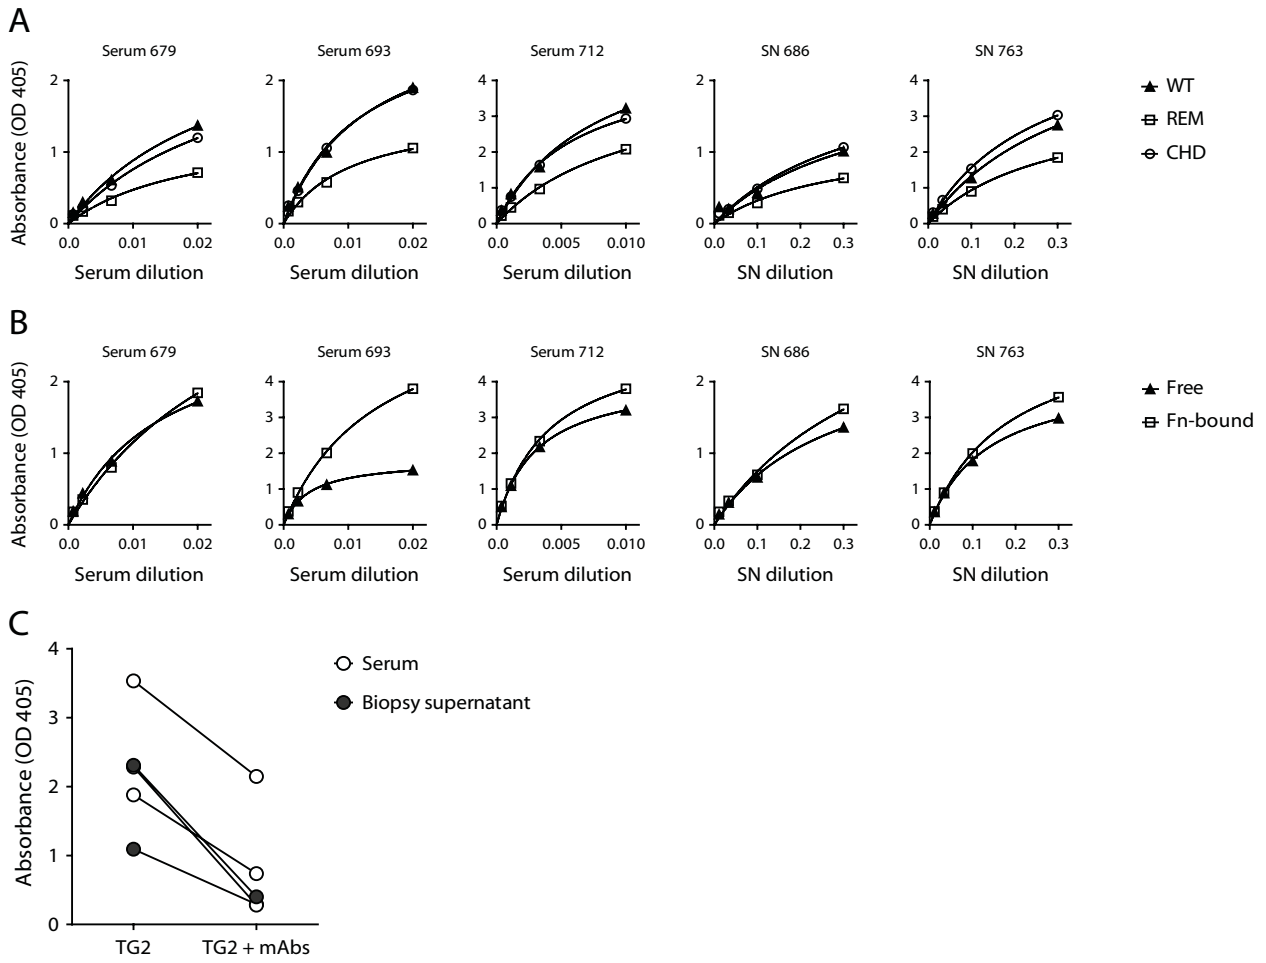 A
Serum 679
Serum 693
Serum 712
SN 686
SN 763
Absorbance (OD 405)
2
1
0
2
1
0
4
3
2
1
0
2
1
0
4
3
2
1
0
WT
REM
CHD
0.0 0.01 0.02
0.0 0.01 0.02
0.0 0.005 0.010
0.0 0.1 0.2 0.3
0.0 0.1 0.2 0.3
Serum dilution
Serum dilution
Serum dilution
SN dilution
SN dilution
B
Serum 679
Serum 693
Serum 712
SN 686
SN 763
Absorbance (OD 405)
2
1
0
4
3
2
1
0
4
3
2
1
0
2
1
0
4
3
2
1
0
Free
Fn-bound
0.0 0.01 0.02
0.0 0.01 0.02
0.0 0.005 0.010
0.0 0.1 0.2 0.3
0.0 0.1 0.2 0.3
Serum dilution
Serum dilution
Serum dilution
SN dilution
SN dilution
C
Absorbance (OD 405)
4
3
2
1
0
Serum
Biopsy supernatant
TG2
TG2 + mAbs